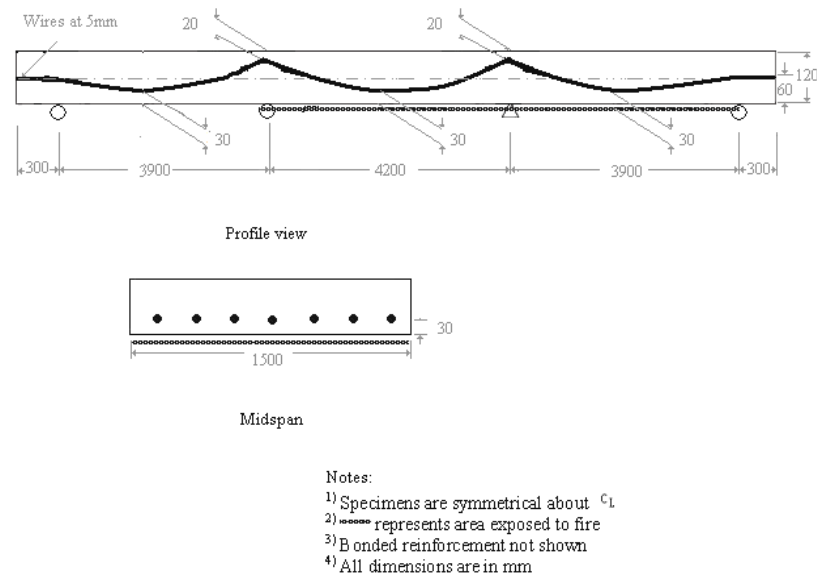 Wires at 5mm
20
20
120
60
30
30
30
300
3900
4200
3900
300
Profile view
30
1500
Midspan
Notes:
1) Specimens are symmetrical about CL
2) represents area exposed to fire
3) Bonded reinforcement not shown
4) All dimensions are in mm